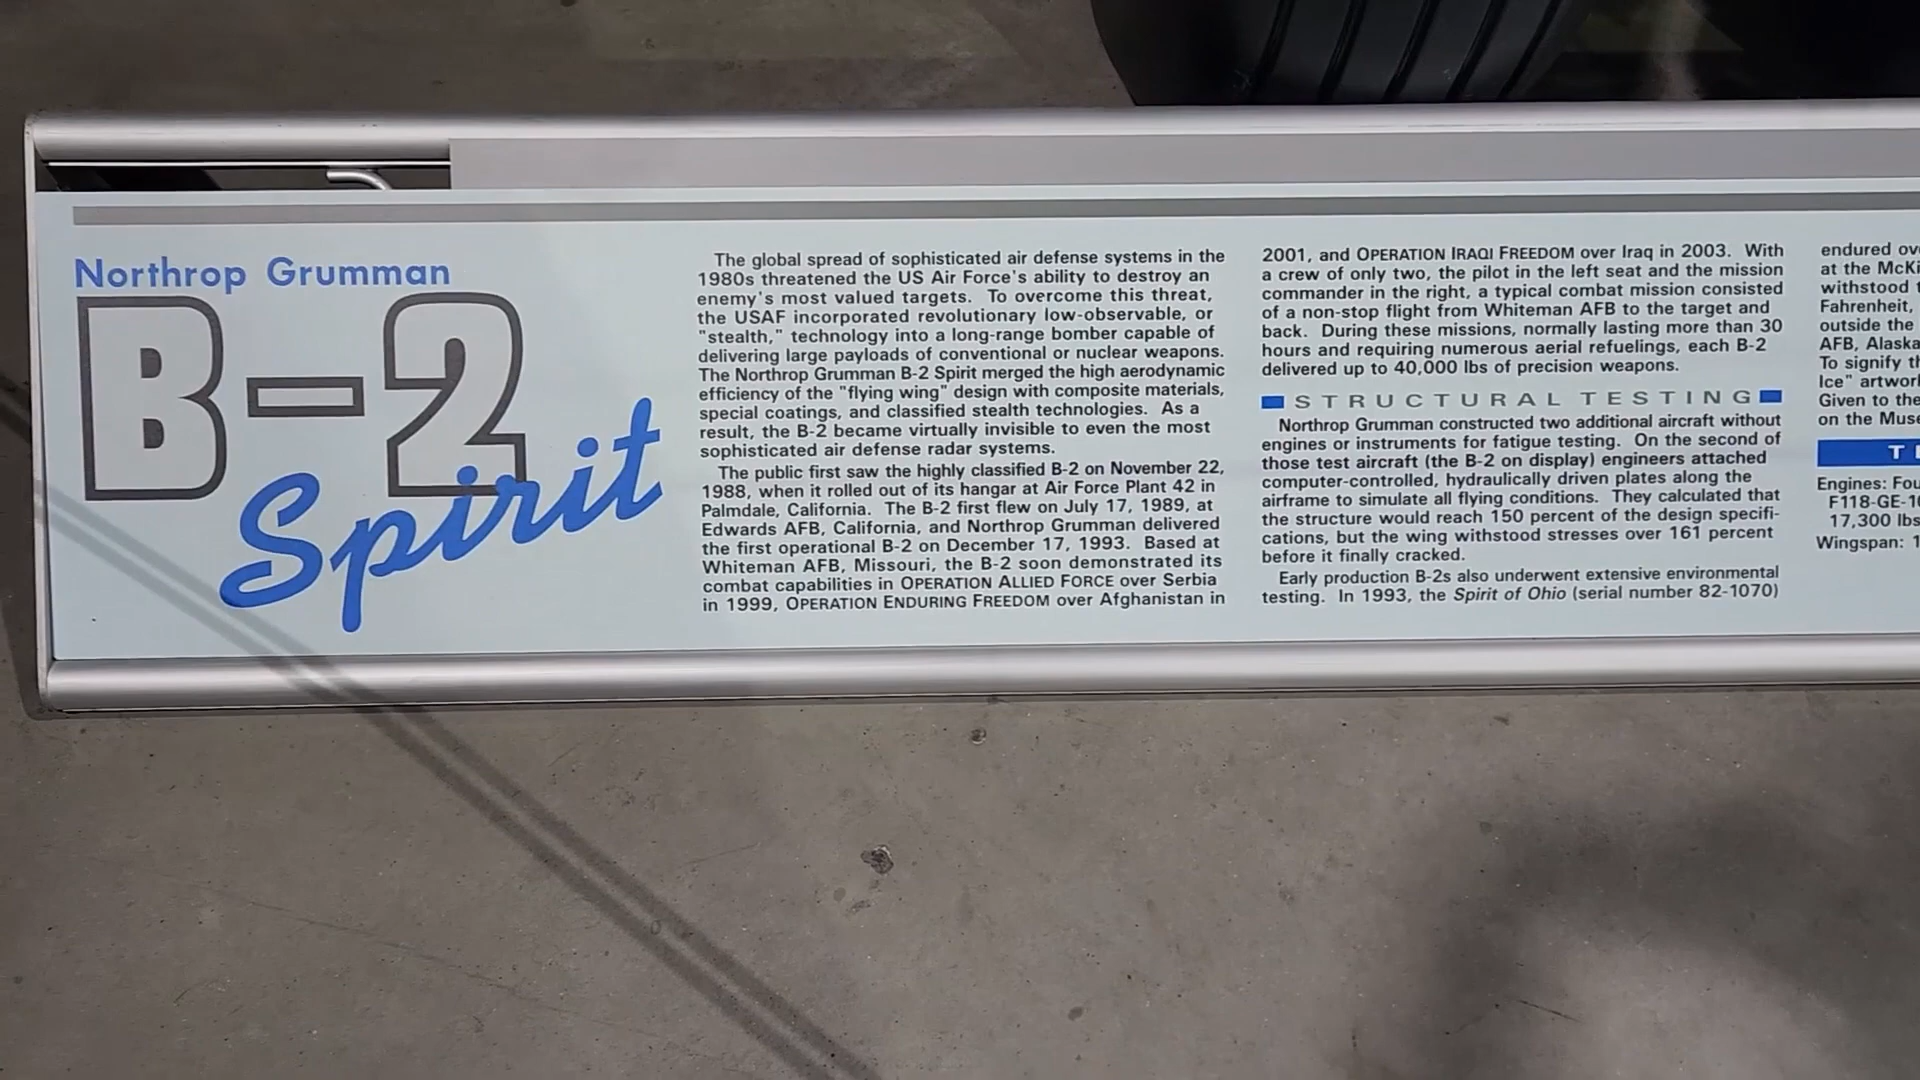 Northrop Grumman
B-2
Spirit
The global spread of sophisticated air defense systems in the
1980s threatened the US Air Force's ability to destroy an
enemy's most valued targets. To overcome this threat,
the USAF incorporated revolutionary low-observable, or
"stealth," technology into a long-range bomber capable of
delivering large payloads of conventional or nuclear weapons.
The Northrop Grumman B-2 Spirit merged the high aerodynamic
efficiency of the "flying wing" design with composite materials,
special coatings, and classified stealth technologies. As a
result, the B-2 became virtually invisible to even the most
sophisticated air defense radar systems.
The public first saw the highly classified B-2 on November 22,
1988, when it rolled out of its hangar at Air Force Plant 42 in
Palmdale, California. The B-2 first flew on July 17, 1989, at
Edwards AFB, California, and Northrop Grumman delivered
the first operational B-2 on December 17, 1993. Based at
Whiteman AFB, Missouri, the B-2 soon demonstrated its
combat capabilities in OPERATION ALLIED FORCE over Serbia
in 1999, OPERATION ENDURING FREEDOM over Afghanistan in
2001, and OPERATION IRAQI FREEDOM over Iraq in 2003. With
a crew of only two, the pilot in the left seat and the mission
commander in the right, a typical combat mission consisted
of a non-stop flight from Whiteman AFB to the target and
back. During these missions, normally lasting more than 30
hours and requiring numerous aerial refuelings, each B-2
delivered up to 40,000 lbs of precision weapons.
STRUCTURAL TESTING
Northrop Grumman constructed two additional aircraft without
engines or instruments for fatigue testing. On the second of
those test aircraft (the B-2 on display) engineers attached
computer-controlled, hydraulically driven plates along the
airframe to simulate all flying conditions. They calculated that
the structure would reach 150 percent of the design specifi-
cations, but the wing withstood stresses over 161 percent
before it finally cracked.
Early production B-2s also underwent extensive environmental
testing. In 1993, the Spirit of Ohio (serial number 82-1070)
endured
at the
withstood
Fahrenheit,
outside the
AFB, Alaska
To signify
Ice"
Given to the
on the
Engines:
F118-GE-
17,300 lbs
Wingspan: